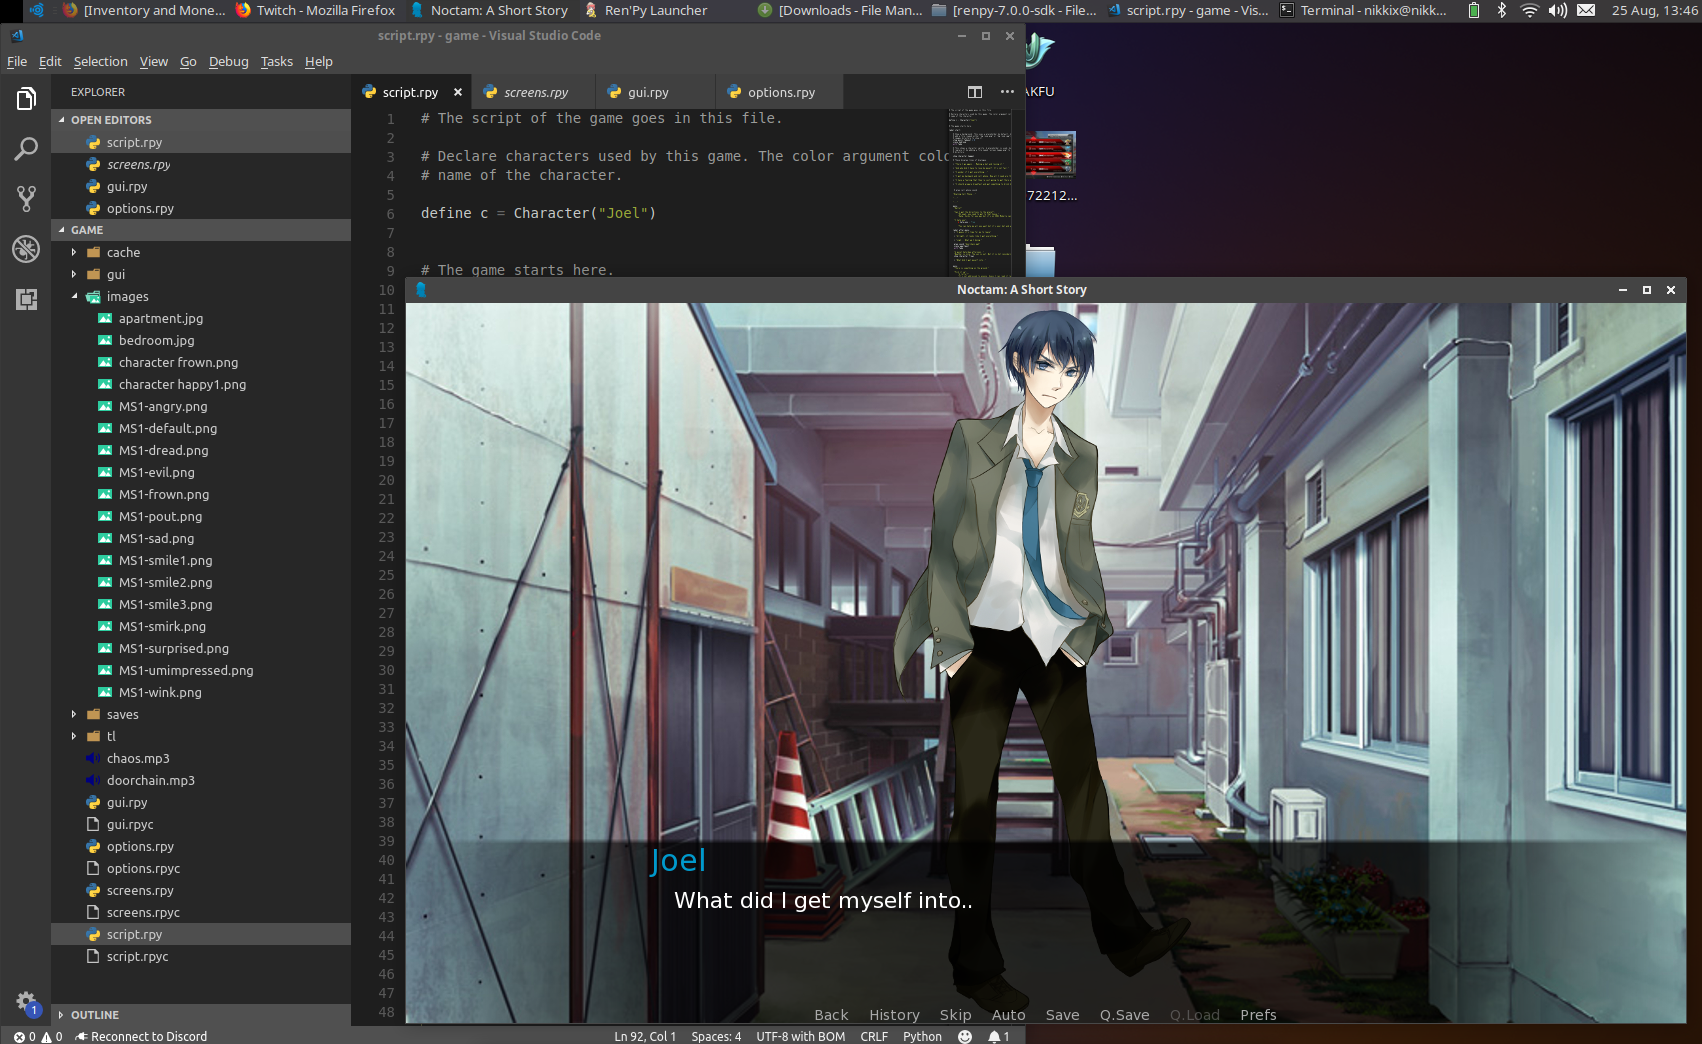 [Inventory and Mone...
Twitch - Mozilla Firefox
Noctam: A Short Story
Ren'Py Launcher
[Downloads - File Man...
[renpy-7.0.0-sdk - File...
script.rpy - game - Vis...
Terminal - nikkix@nikk...
25 Aug, 13:46
script.rpy - game - Visual Studio Code
File Edit Selection View Go Debug Tasks Help
EXPLORER
OPEN EDITORS
script.rpy
screens.rpy
gui.rpy
options.rpy
GAME
cache
gui
images
apartment.jpg
bedroom.jpg
character frown.png
character happy1.png
MS1-angry.png
MS1-default.png
MS1-dread.png
MS1-evil.png
MS1-frown.png
MS1-pout.png
MS1-sad.png
MS1-smile1.png
MS1-smile2.png
MS1-smile3.png
MS1-smirk.png
MS1-surprised.png
MS1-umimpressed.png
MS1-wink.png
saves
tl
chaos.mp3
doorchain.mp3
gui.rpy
gui.rpyc
options.rpy
options.rpyc
screens.rpy
screens.rpyc
script.rpy
script.rpyc
OUTLINE
1
script.rpy screens.rpy gui.rpy options.rpy
1 # The script of the game goes in this file.
2
3 # Declare characters used by this game. The color argument colo
4 # name of the character.
5
6 define c = Character("Joel")
7
8
9 # The game starts here.
10
11
12
13
14
15
16
17
18
19
20
21
22
23
24
25
26
27
28
29
30
31
32
33
34
35
36
37
38
39
40
41
42
43
44
45
46
47
48
AKFU
72212...
Noctam: A Short Story
Joel
What did I get myself into..
Back History Skip Auto Save Q.Save Q.Load Prefs
0 0 Reconnect to Discord
Ln 92, Col 1 Spaces: 4 UTF-8 with BOM CRLF Python 1